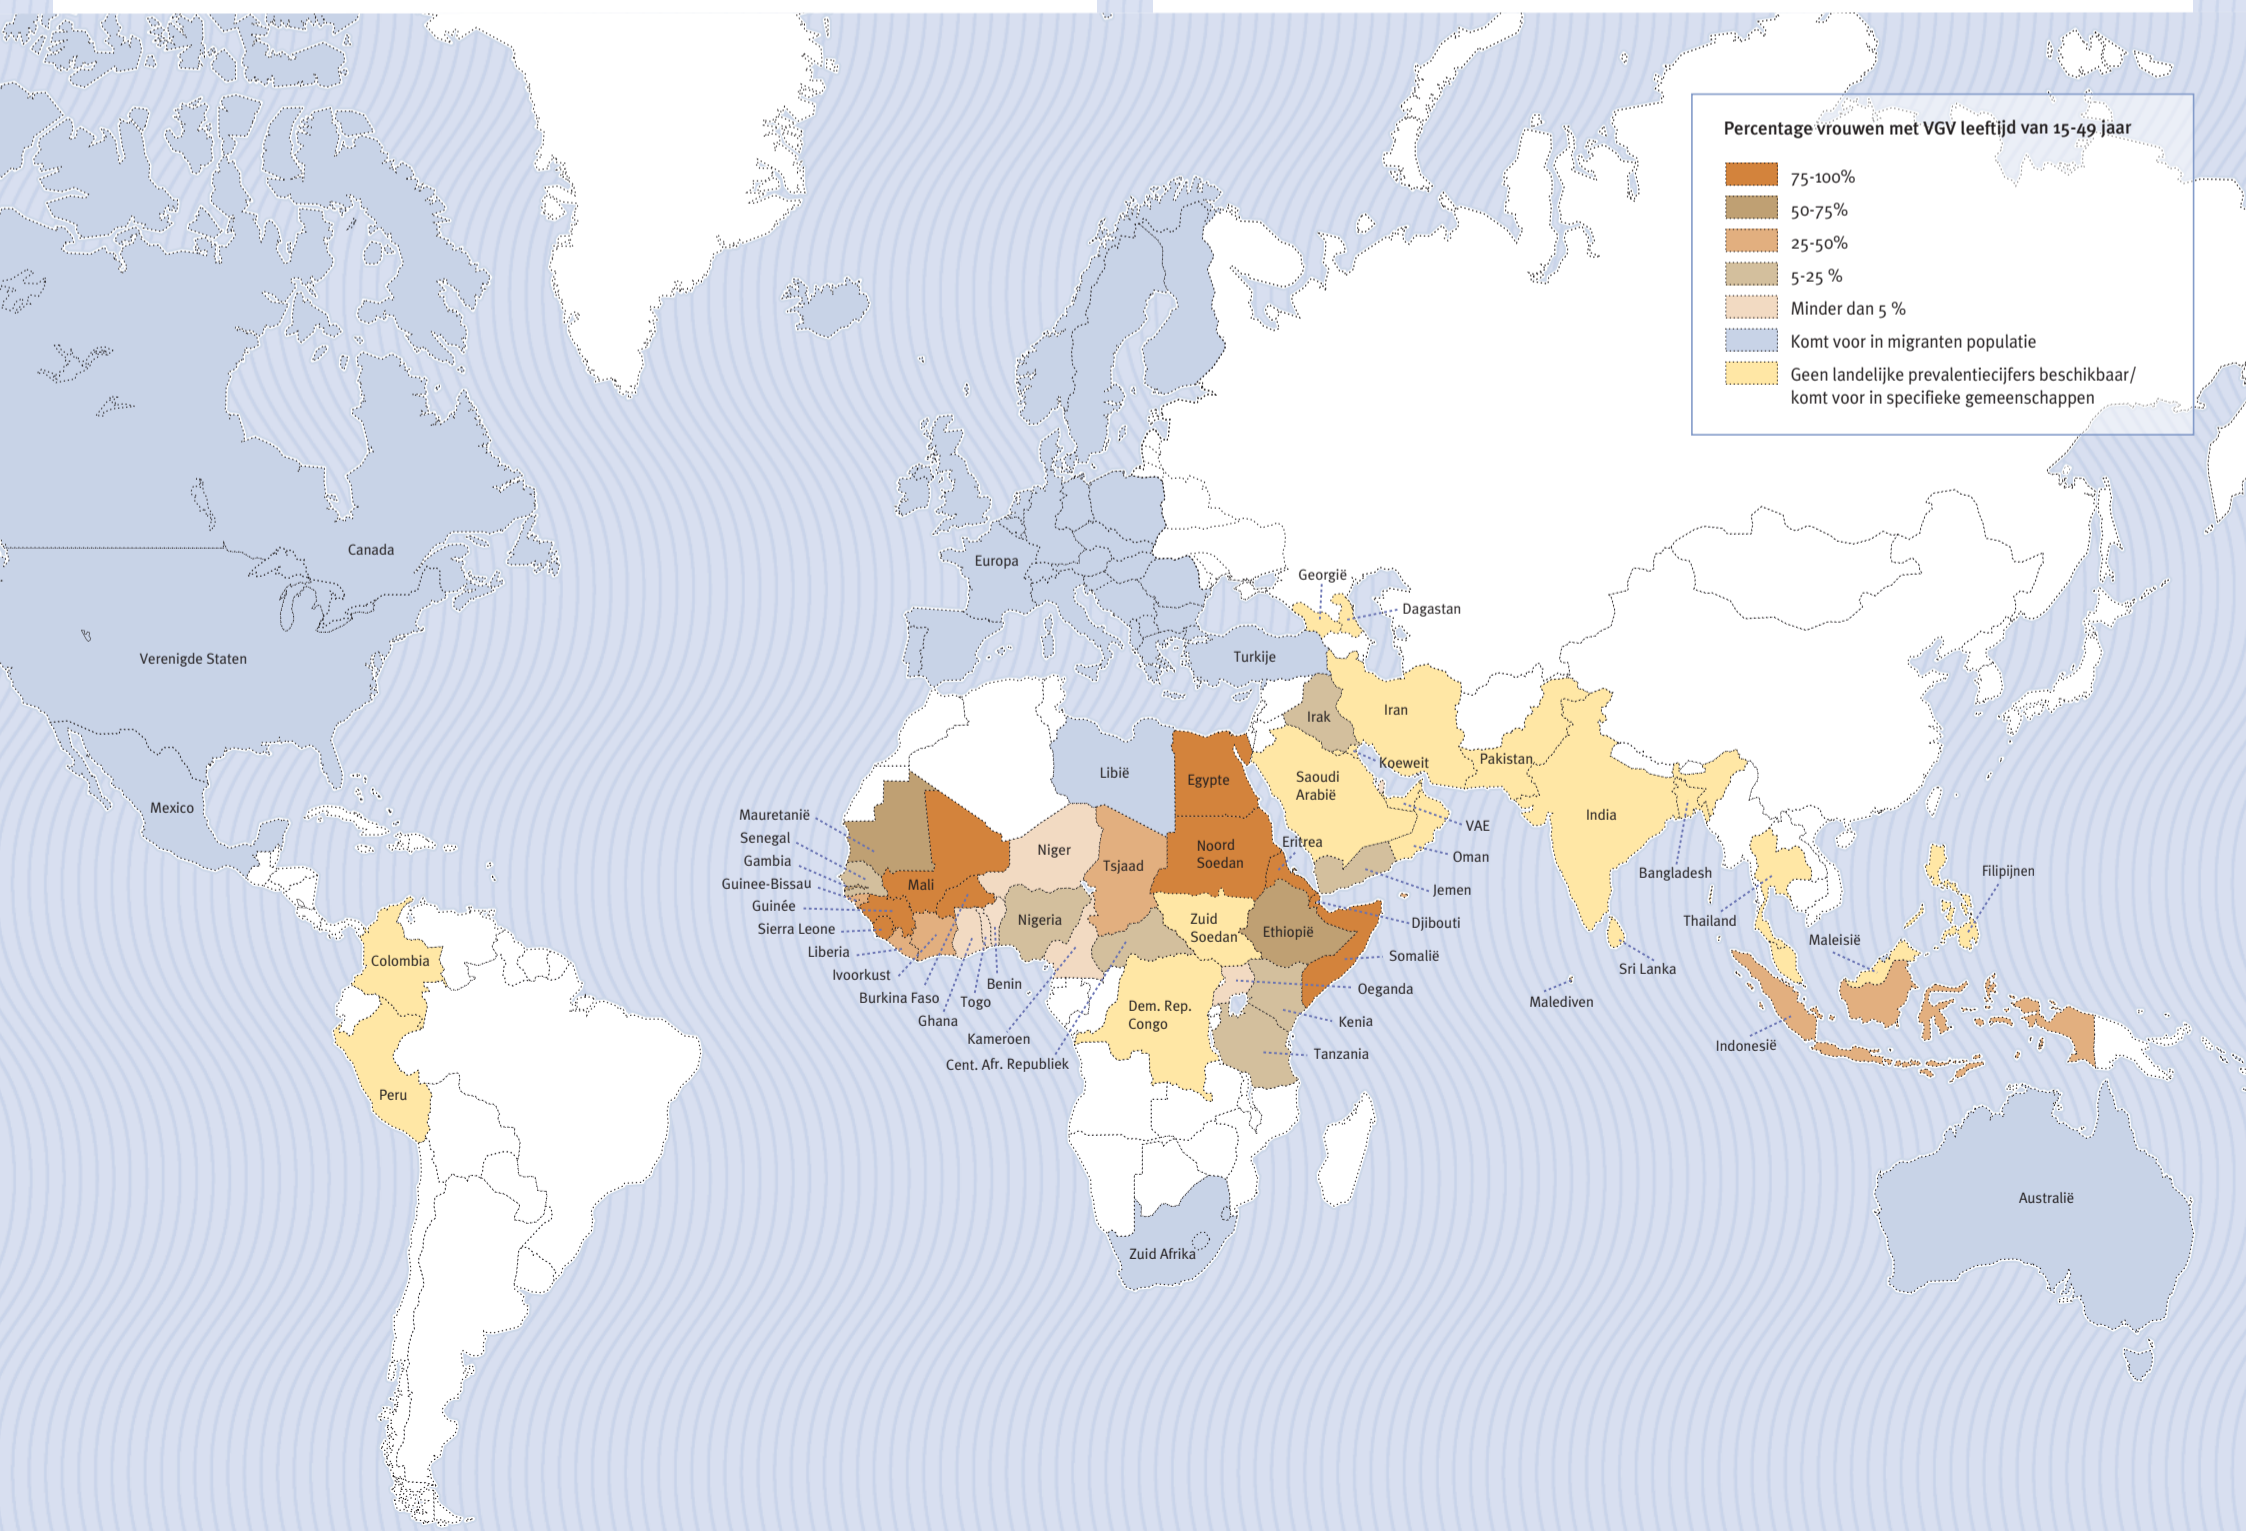 Percentage vrouwen met VGV leeftijd van 15-49 jaar
75-100%
50-75%
25-50%
5-25 %
Minder dan 5 %
Komt voor in migranten populatie
Geen landelijke prevalentiecijfers beschikbaar/
komt voor in specifieke gemeenschappen
Canada
Verenigde Staten
Mexico
Colombia
Peru
Europa
Georgië
Dagastan
Turkije
Irak
Iran
Koeweit
Pakistan
Libië
Egypte
Saoudi
Arabië
India
VAE
Oman
Jemen
Eritrea
Djibouti
Somalië
Oeganda
Kenia
Tanzania
Mauretanië
Senegal
Gambia
Guinee-Bissau
Guinée
Sierra Leone
Liberia
Ivoorkust
Burkina Faso
Ghana
Togo
Benin
Kameroen
Cent. Afr. Republiek
Mali
Niger
Tsjaad
Noord
Soedan
Nigeria
Zuid
Soedan
Ethiopië
Dem. Rep.
Congo
Zuid Afrika
Bangladesh
Thailand
Sri Lanka
Malediven
Maleisië
Filipijnen
Indonesië
Australië